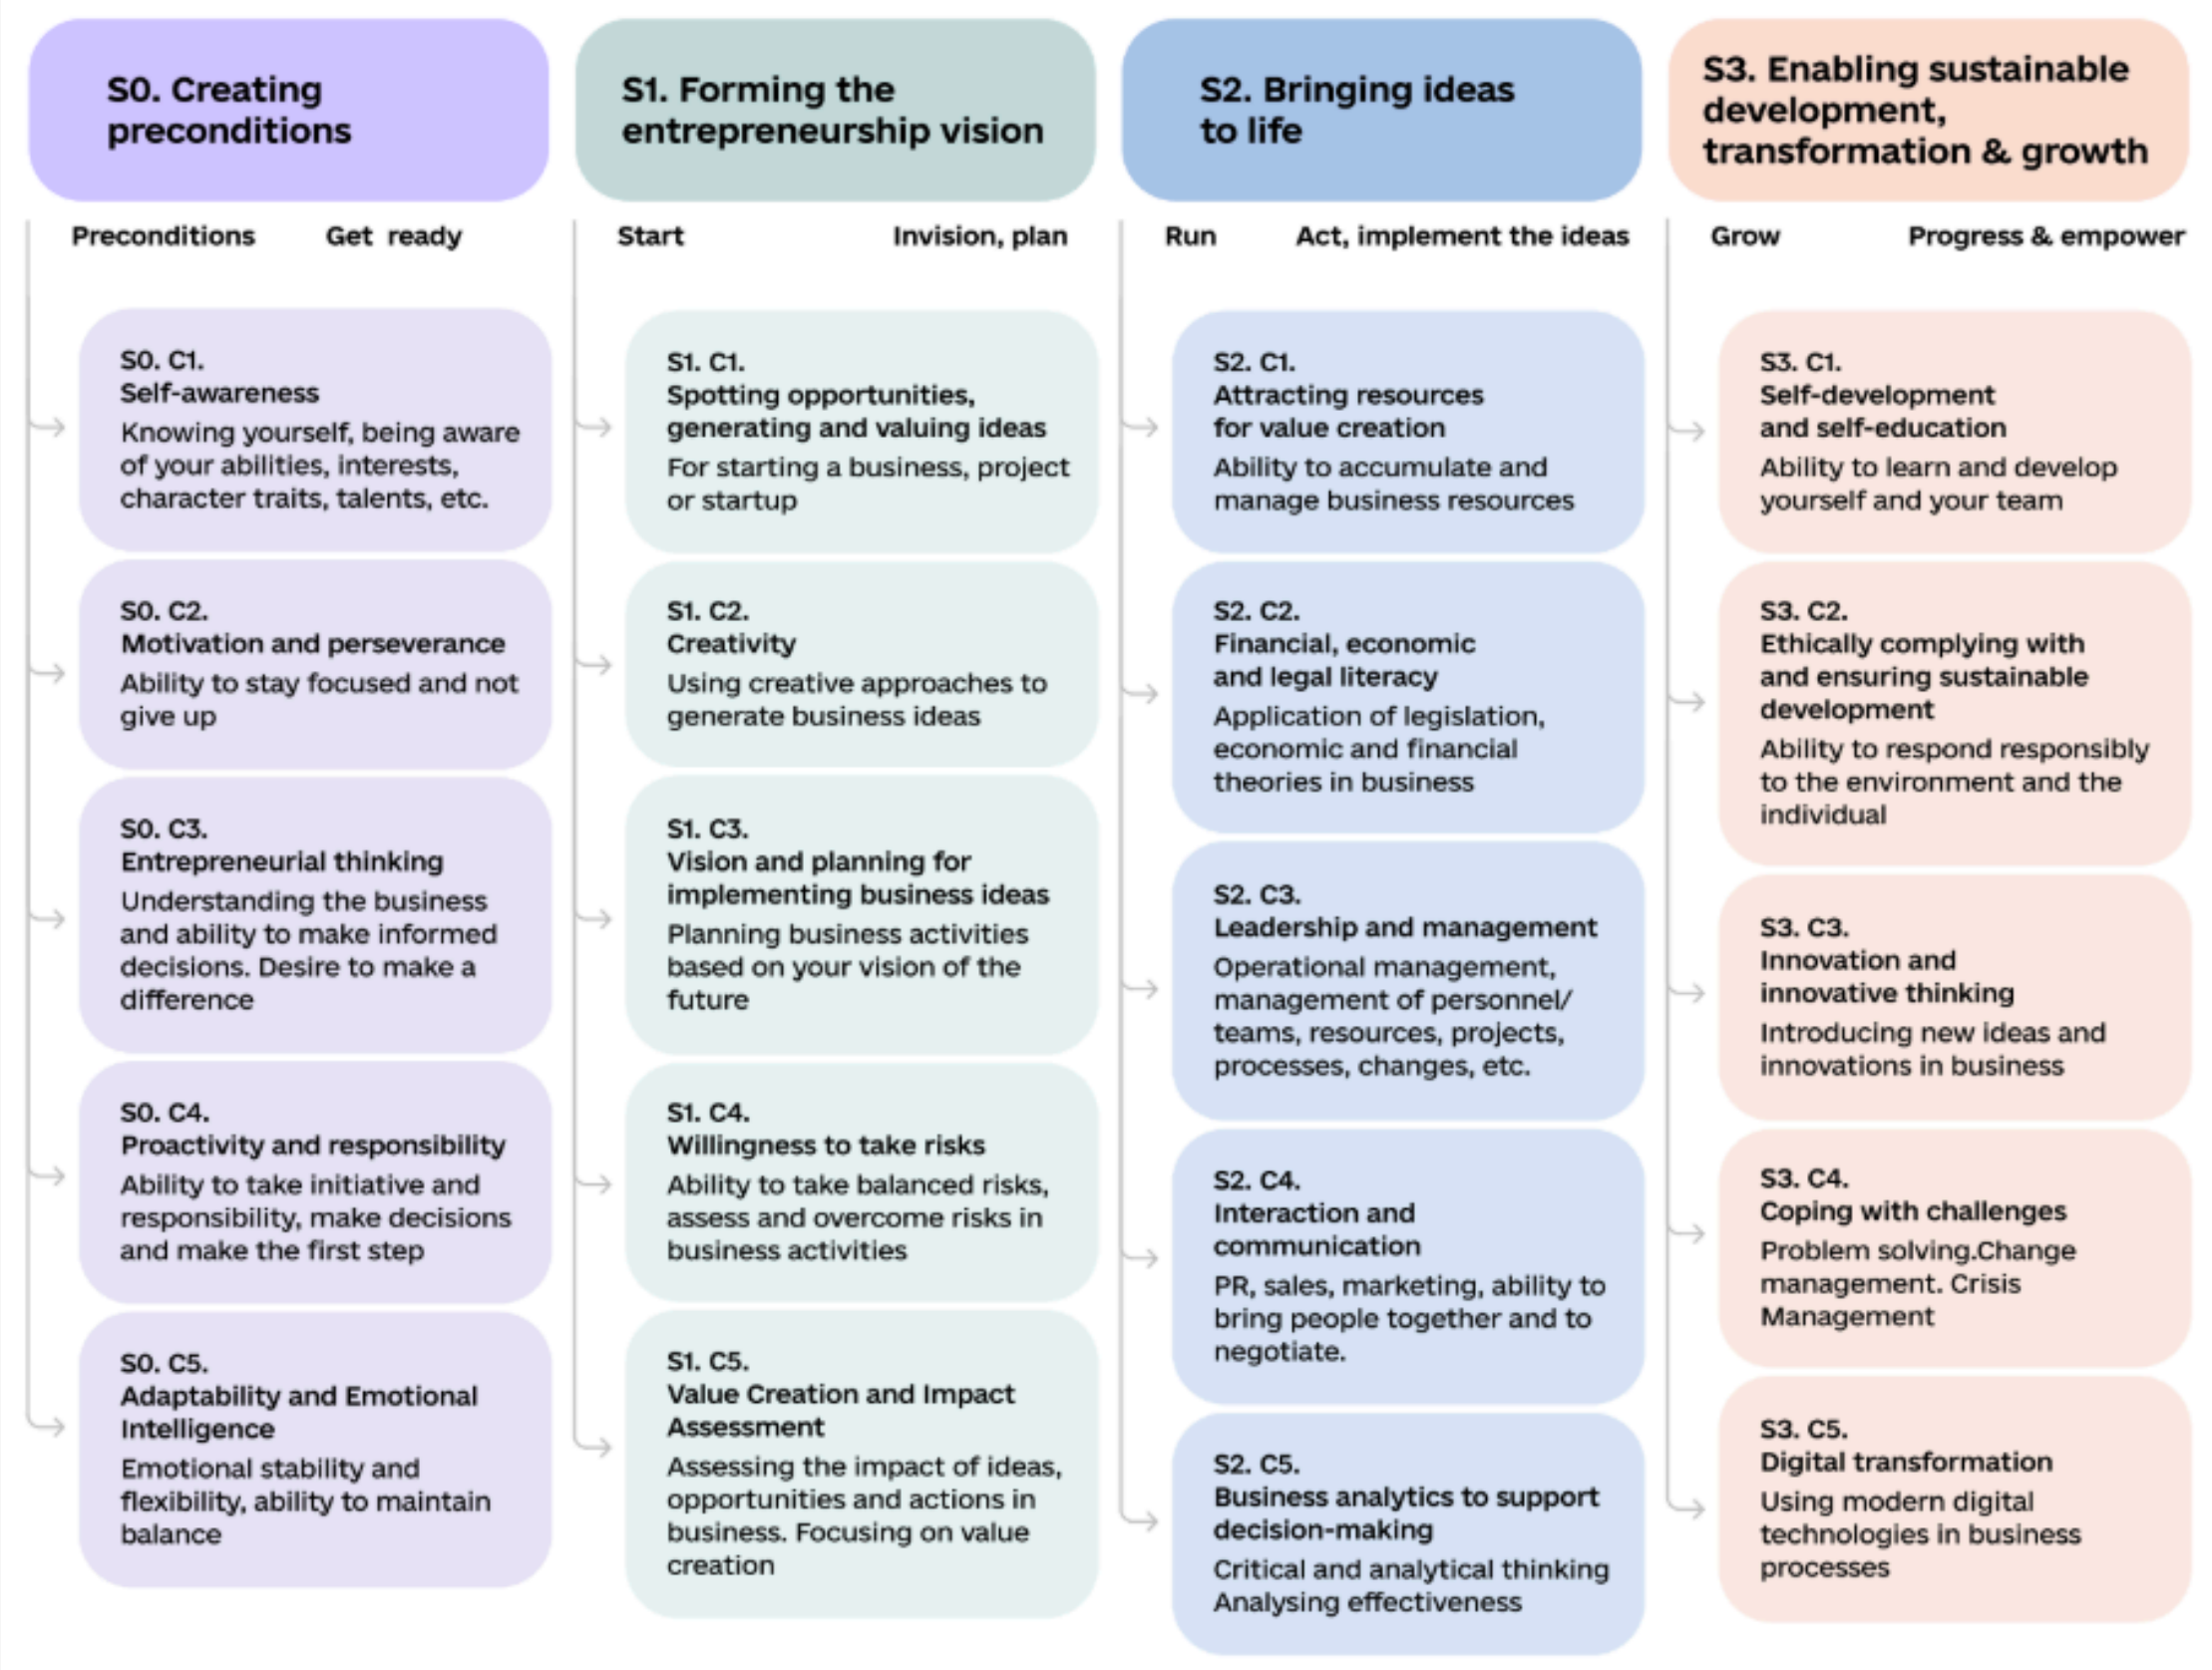 S0. Creating
preconditions
Preconditions Get ready
S0. C1.
Self-awareness
Knowing yourself, being aware
of your abilities, interests,
character traits, talents, etc.
S0. C2.
Motivation and perseverance
Ability to stay focused and not
give up
S0. C3.
Entrepreneurial thinking
Understanding the business
and ability to make informed
decisions. Desire to make a
difference
S0. C4.
Proactivity and responsibility
Ability to take initiative and
responsibility, make decisions
and make the first step
S0. C5.
Adaptability and Emotional
Intelligence
Emotional stability and
flexibility, ability to maintain
balance
S1. Forming the
entrepreneurship vision
Start Invision, plan
S1. C1.
Spotting opportunities,
generating and valuing ideas
For starting a business, project
or startup
S1. C2.
Creativity
Using creative approaches to
generate business ideas
S1. C3.
Vision and planning for
implementing business ideas
Planning business activities
based on your vision of the
future
S1. C4.
Willingness to take risks
Ability to take balanced risks,
assess and overcome risks in
business activities
S1. C5.
Value Creation and Impact
Assessment
Assessing the impact of ideas,
opportunities and actions in
business. Focusing on value
creation
S2. Bringing ideas
to life
Run Act, implement the ideas
S2. C1.
Attracting resources
for value creation
Ability to accumulate and
manage business resources
S2. C2.
Financial, economic
and legal literacy
Application of legislation,
economic and financial
theories in business
S2. C3.
Leadership and management
Operational management,
management of personnel/
teams, resources, projects,
processes, changes, etc.
S2. C4.
Interaction and
communication
PR, sales, marketing, ability to
bring people together and to
negotiate.
S2. C5.
Business analytics to support
decision-making
Critical and analytical thinking
Analysing effectiveness
S3. Enabling sustainable
development,
transformation & growth
Grow Progress & empower
S3. C1.
Self-development
and self-education
Ability to learn and develop
yourself and your team
S3. C2.
Ethically complying with
and ensuring sustainable
development
Ability to respond responsibly
to the environment and the
individual
S3. C3.
Innovation and
innovative thinking
Introducing new ideas and
innovations in business
S3. C4.
Coping with challenges
Problem solving.Change
management. Crisis
Management
S3. C5.
Digital transformation
Using modern digital
technologies in business
processes